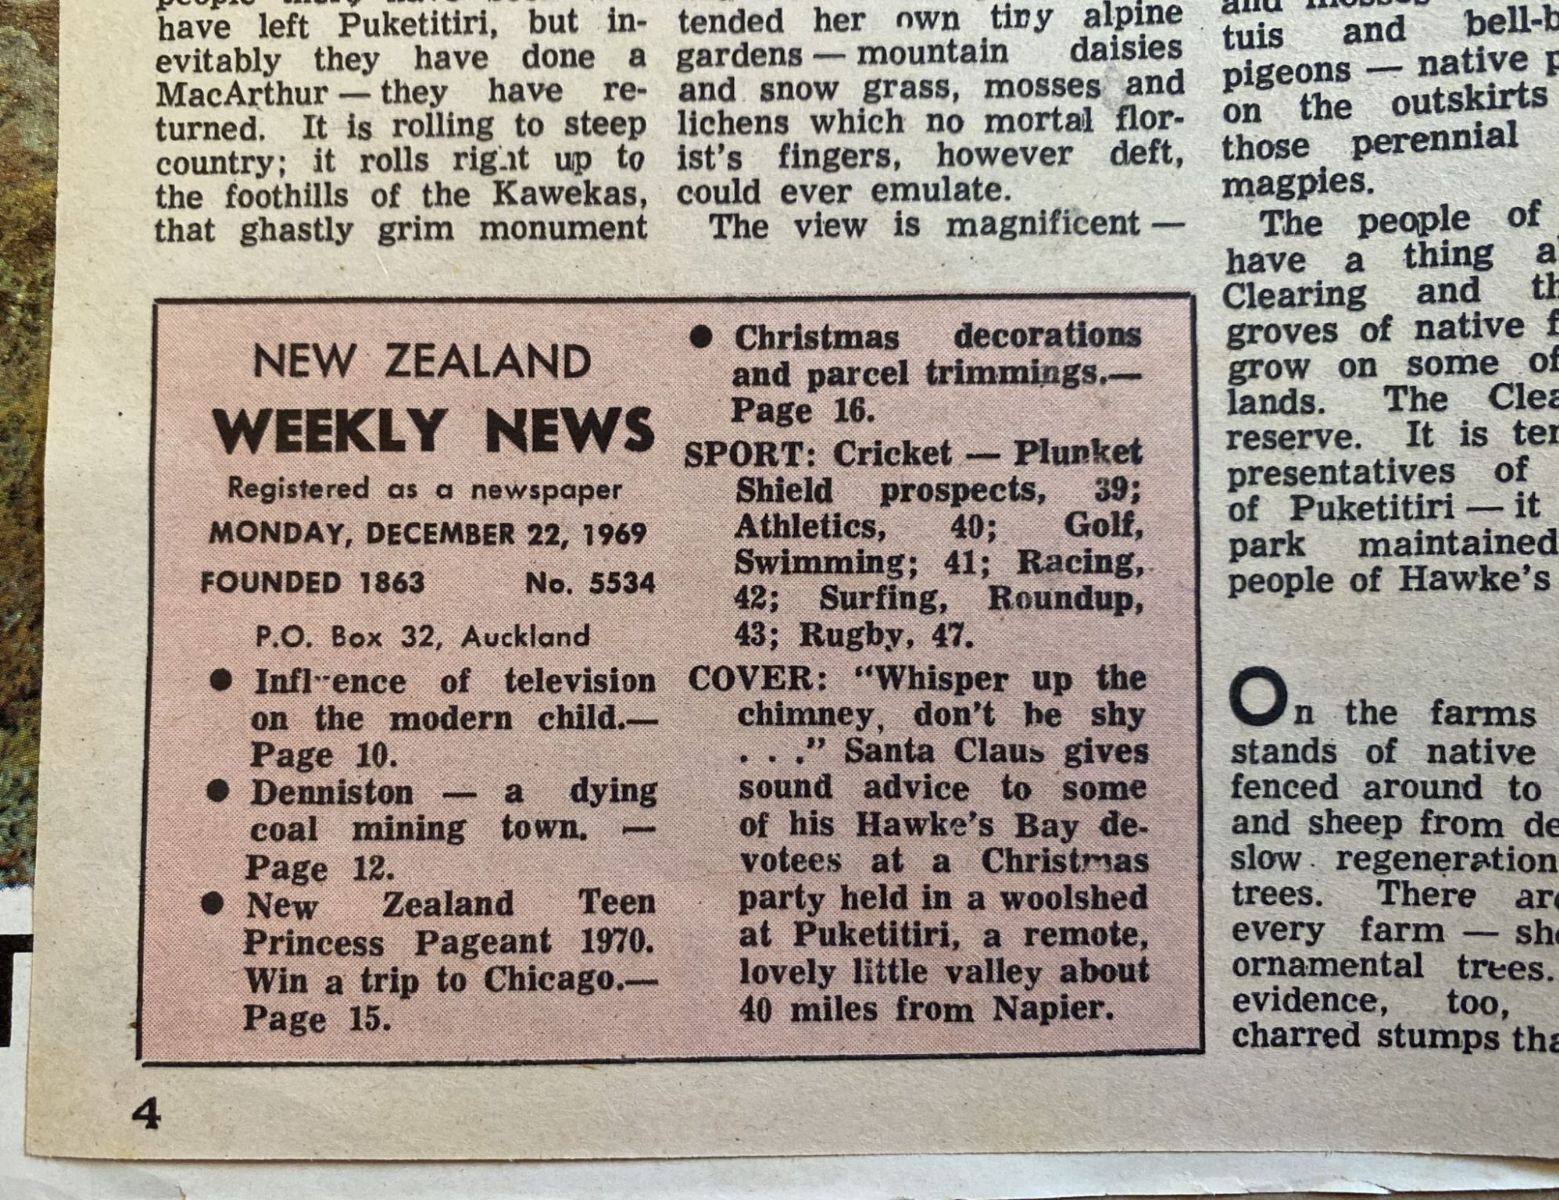 have left Puketitiri, but in-
evitably they have done a
MacArthur — they have re-
turned. It is rolling to steep
country; it rolls right up to
the foothills of the Kawekas,
that ghastly grim monument
tended her own tiny alpine
gardens — mountain daisies
and snow grass, mosses and
lichens which no mortal flor-
ist's fingers, however deft,
could ever emulate.
The view is magnificent —
tuis and bell-b
pigeons — native p
on the outskirts
those perennial
magpies.
The people of
have a thing a
Clearing and th
groves of native f
grow on some of
lands. The Clea
reserve. It is ter
presentatives of
of Puketitiri — it
park maintained
people of Hawke's
On the farms
stands of native
fenced around to
and sheep from de
slow regeneration
trees. There are
every farm — she
ornamental trees.
evidence, too,
charred stumps tha
NEW ZEALAND
WEEKLY NEWS
Registered as a newspaper
MONDAY, DECEMBER 22, 1969
FOUNDED 1863 No. 5534
P.O. Box 32, Auckland
● Influence of television
on the modern child.—
Page 10.
● Denniston — a dying
coal mining town. —
Page 12.
● New Zealand Teen
Princess Pageant 1970.
Win a trip to Chicago.—
Page 15.
● Christmas decorations
and parcel trimmings.—
Page 16.
SPORT: Cricket — Plunket
Shield prospects, 39;
Athletics, 40; Golf,
Swimming; 41; Racing,
42; Surfing, Roundup,
43; Rugby, 47.
COVER: "Whisper up the
chimney, don't be shy
. . ." Santa Claus gives
sound advice to some
of his Hawke's Bay de-
votees at a Christmas
party held in a woolshed
at Puketitiri, a remote,
lovely little valley about
40 miles from Napier.
4